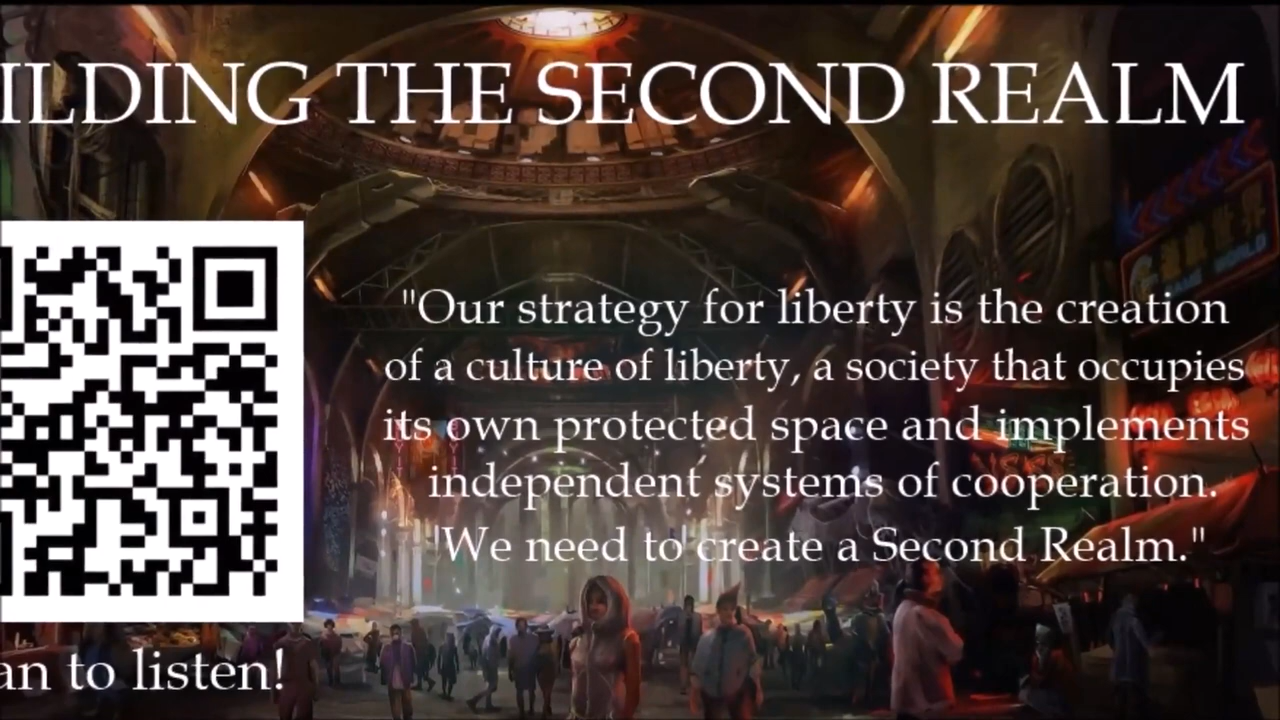 ILDING THE SECOND REALM
"Our strategy for liberty is the creation
of a culture of liberty, a society that occupies
its own protected space and implements
independent systems of cooperation.
"We need to create a Second Realm."
an to listen!
WORLD